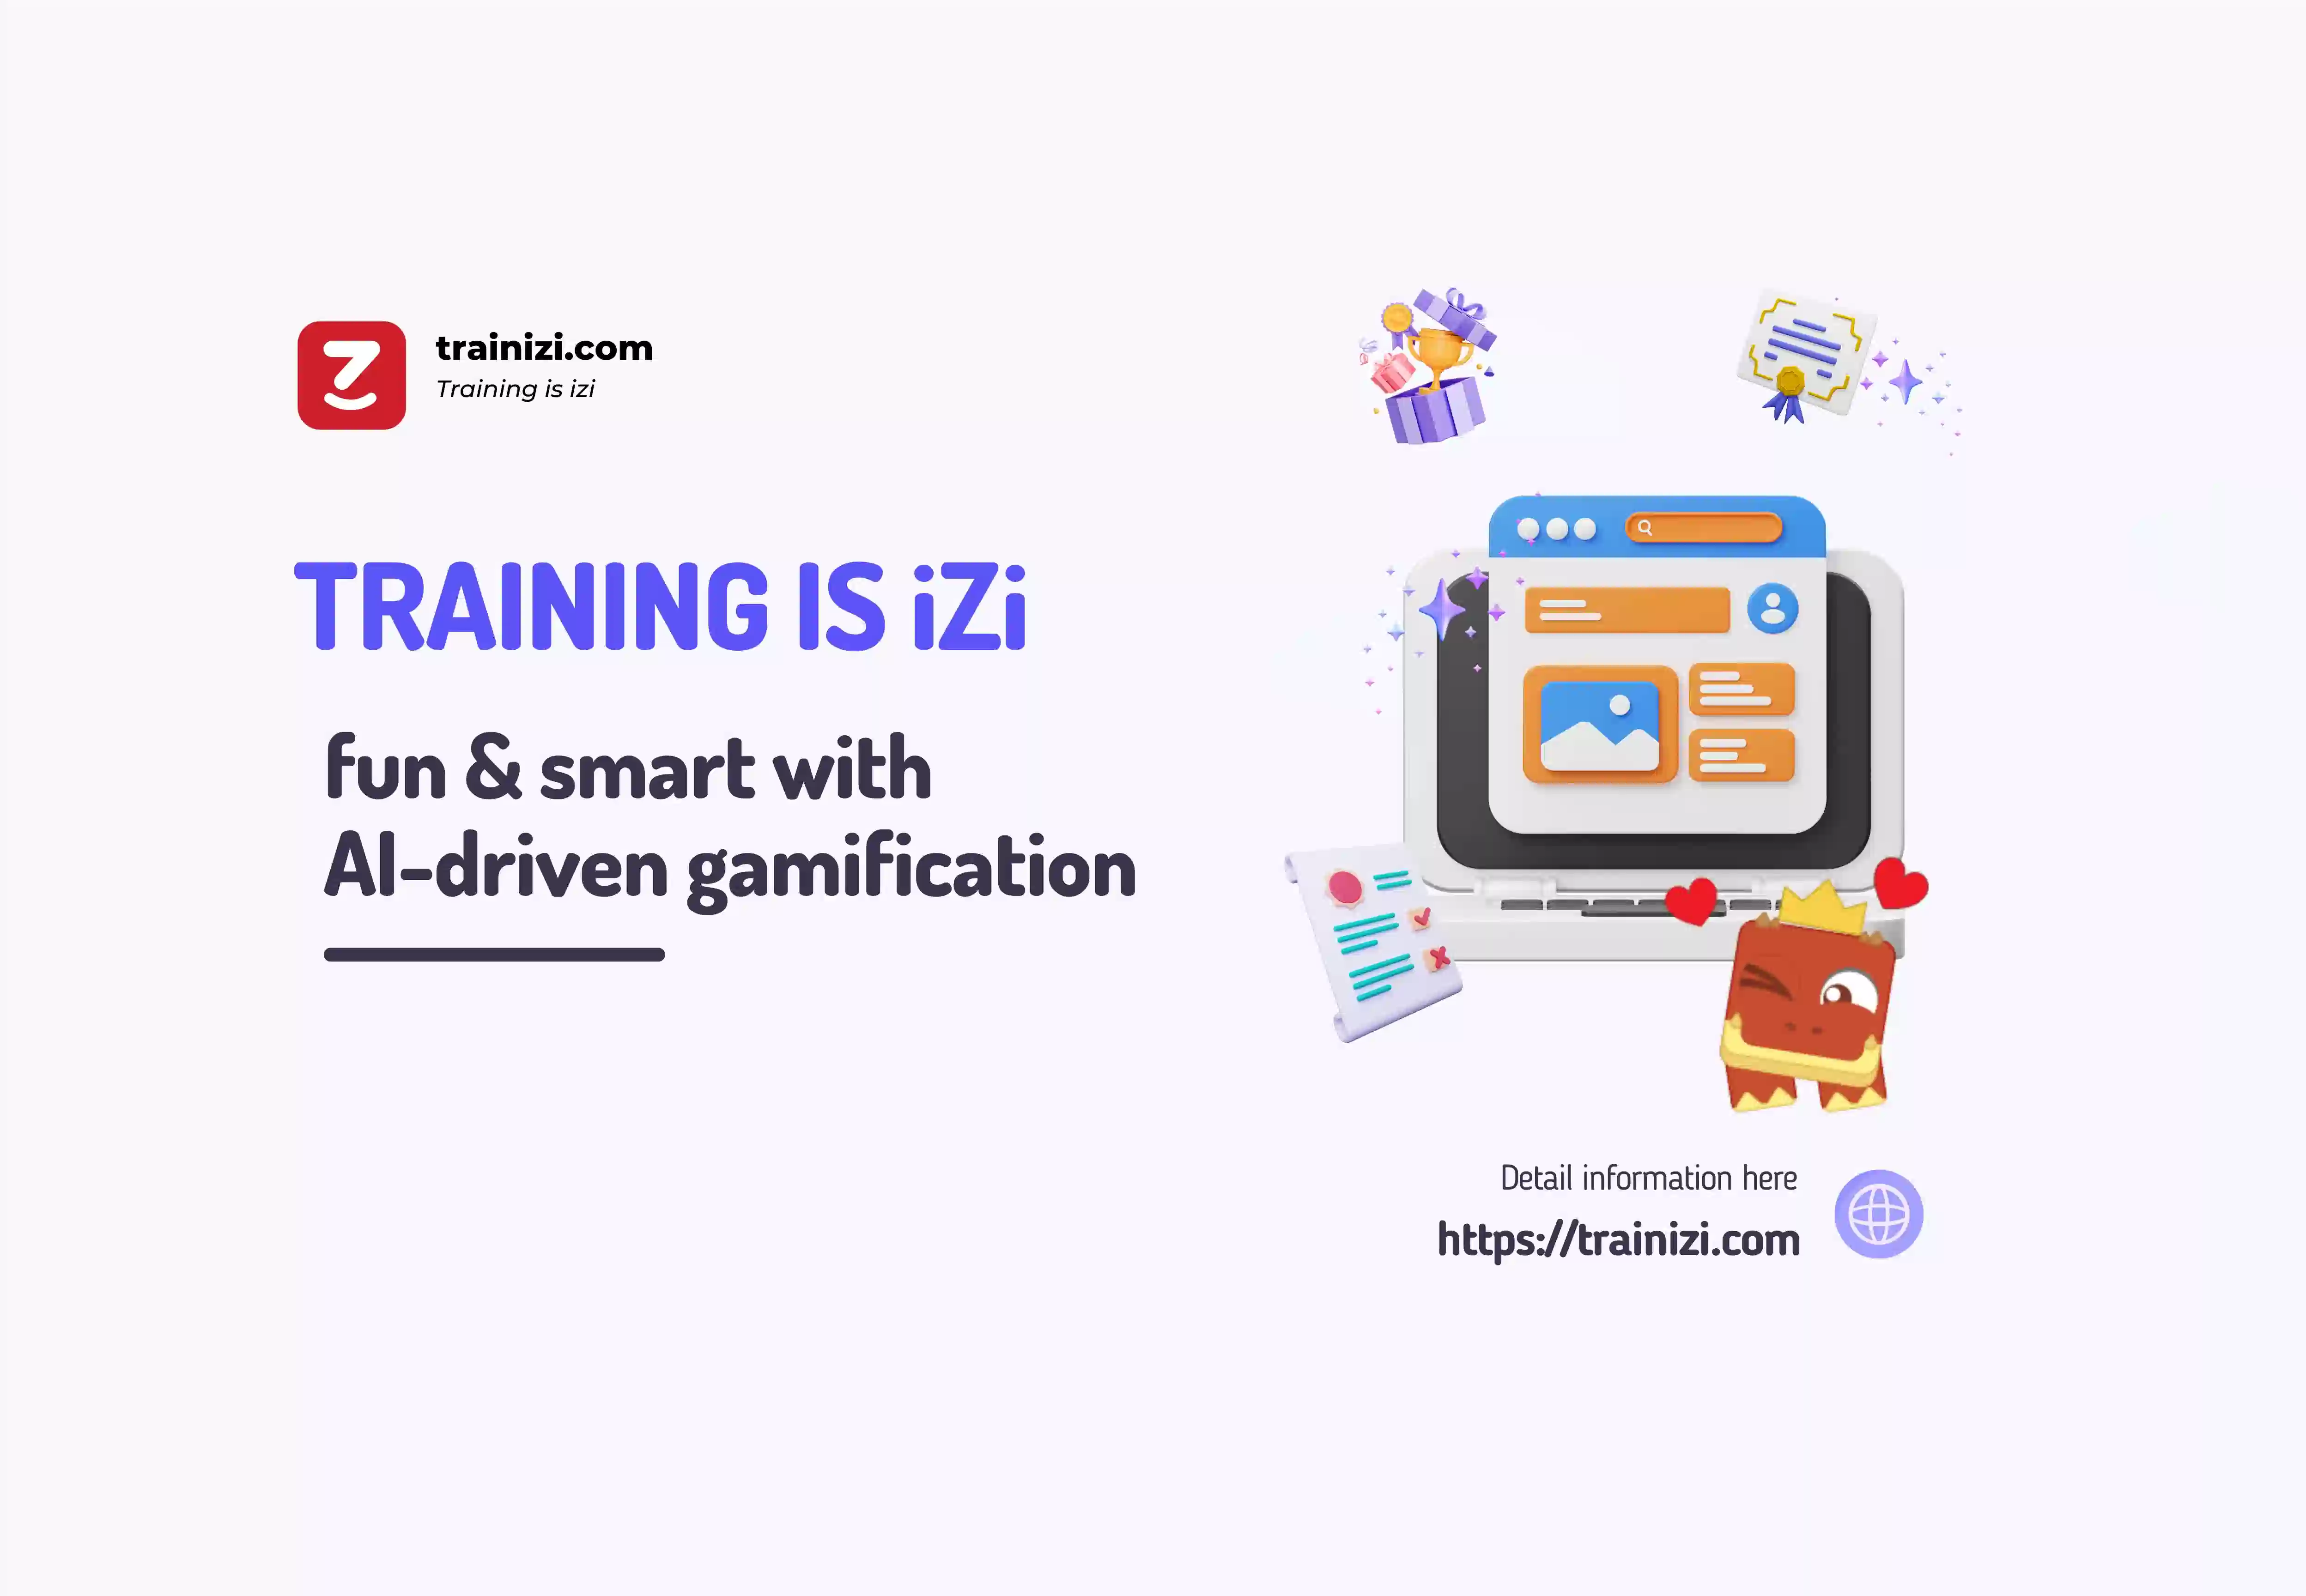 trainizi.com
Training is izi
TRAINING IS iZi
fun & smart with
AI-driven gamification
Detail information here
https://trainizi.com